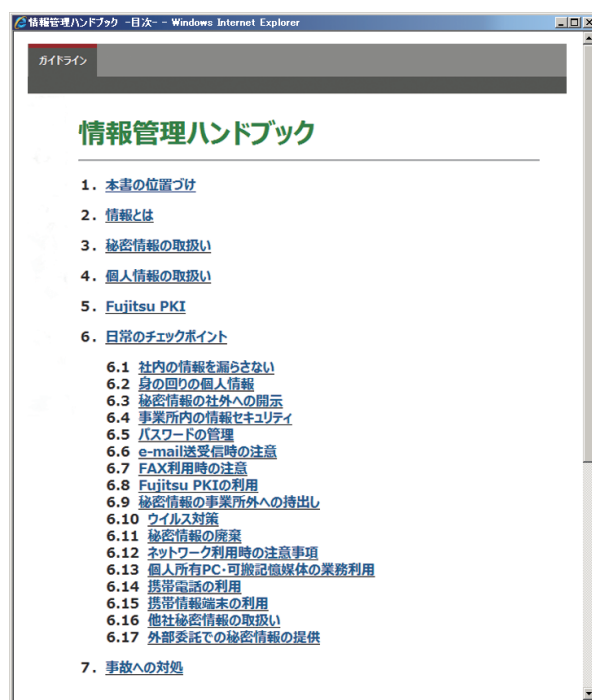 情報管理ハンドブック -目次- - Windows Internet Explorer
ガイドライン
情報管理ハンドブック
1. 本書の位置づけ
2. 情報とは
3. 秘密情報の取扱い
4. 個人情報の取扱い
5. Fujitsu PKI
6. 日常のチェックポイント
6.1 社内の情報を漏らさない
6.2 身の回りの個人情報
6.3 秘密情報の社外への開示
6.4 事業所内の情報セキュリティ
6.5 パスワードの管理
6.6 e-mail送受信時の注意
6.7 FAX利用時の注意
6.8 Fujitsu PKIの利用
6.9 秘密情報の事業所外への持出し
6.10 ウイルス対策
6.11 秘密情報の廃棄
6.12 ネットワーク利用時の注意事項
6.13 個人所有PC・可搬記憶媒体の業務利用
6.14 携帯電話の利用
6.15 携帯情報端末の利用
6.16 他社秘密情報の取扱い
6.17 外部委託での秘密情報の提供
7. 事故への対処